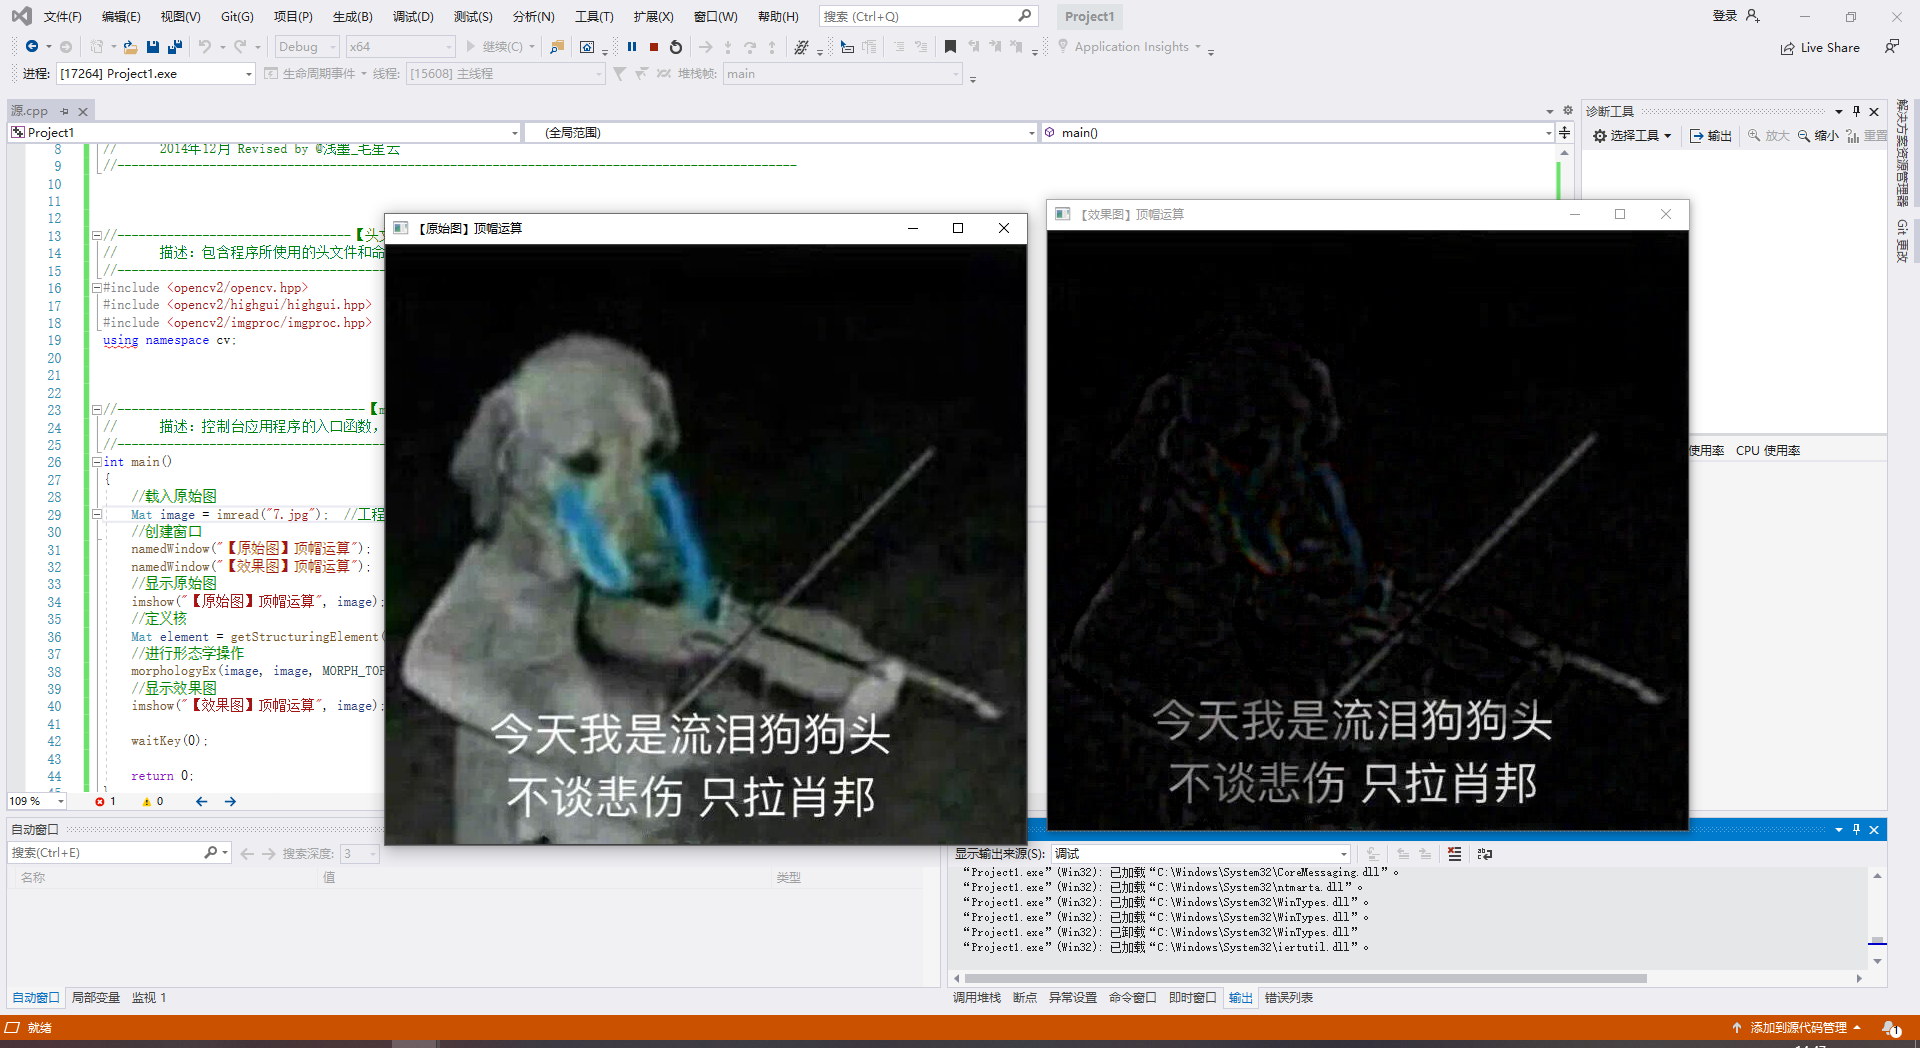 文件(F) 编辑(E) 视图(V) Git(G) 项目(P) 生成(B) 调试(D) 测试(S) 分析(N) 工具(T) 扩展(X) 窗口(W) 帮助(H) 搜索 (Ctrl+Q) Project1 登录
Debug x64 继续(C) Application Insights Live Share
进程: [17264] Project1.exe 生命周期事件 线程: [15608] 主线程 堆栈帧: main
源.cpp
Project1 (全局范围) main()
8 // 2014年12月 Revised by @浅墨_毛星云
9 //-------------------------------------------------------------------------------------------------
10
11
12
13 //---------------------------------【头文
14 // 描述：包含程序所使用的头文件和命
15 //--------------------------------------
16 #include <opencv2/opencv.hpp>
17 #include <opencv2/highgui/highgui.hpp>
18 #include <opencv2/imgproc/imgproc.hpp>
19 using namespace cv;
20
21
22
23 //-----------------------------------【m
24 // 描述：控制台应用程序的入口函数，
25 //--------------------------------------
26 int main()
27 {
28 //载入原始图
29 Mat image = imread("7.jpg"); //工程
30 //创建窗口
31 namedWindow("【原始图】顶帽运算");
32 namedWindow("【效果图】顶帽运算");
33 //显示原始图
34 imshow("【原始图】顶帽运算", image);
35 //定义核
36 Mat element = getStructuringElement(
37 //进行形态学操作
38 morphologyEx(image, image, MORPH_TOP
39 //显示效果图
40 imshow("【效果图】顶帽运算", image);
41
42 waitKey(0);
43
44 return 0;
109 % 1 0
【原始图】顶帽运算
今天我是流泪狗狗头
不谈悲伤 只拉肖邦
【效果图】顶帽运算
今天我是流泪狗狗头
不谈悲伤 只拉肖邦
诊断工具
选择工具 输出 放大 缩小 重置
使用率 CPU 使用率
解决方案资源管理器
Git 更改
自动窗口
搜索(Ctrl+E) 搜索深度: 3
名称 值 类型
自动窗口 局部变量 监视 1
显示输出来源(S): 调试
“Project1.exe”(Win32): 已加载“C:\Windows\System32\CoreMessaging.dll”。
“Project1.exe”(Win32): 已加载“C:\Windows\System32\ntmarta.dll”。
“Project1.exe”(Win32): 已加载“C:\Windows\System32\WinTypes.dll”。
“Project1.exe”(Win32): 已加载“C:\Windows\System32\WinTypes.dll”。
“Project1.exe”(Win32): 已卸载“C:\Windows\System32\WinTypes.dll”
“Project1.exe”(Win32): 已加载“C:\Windows\System32\iertutil.dll”。
调用堆栈 断点 异常设置 命令窗口 即时窗口 输出 错误列表
就绪 添加到源代码管理 1